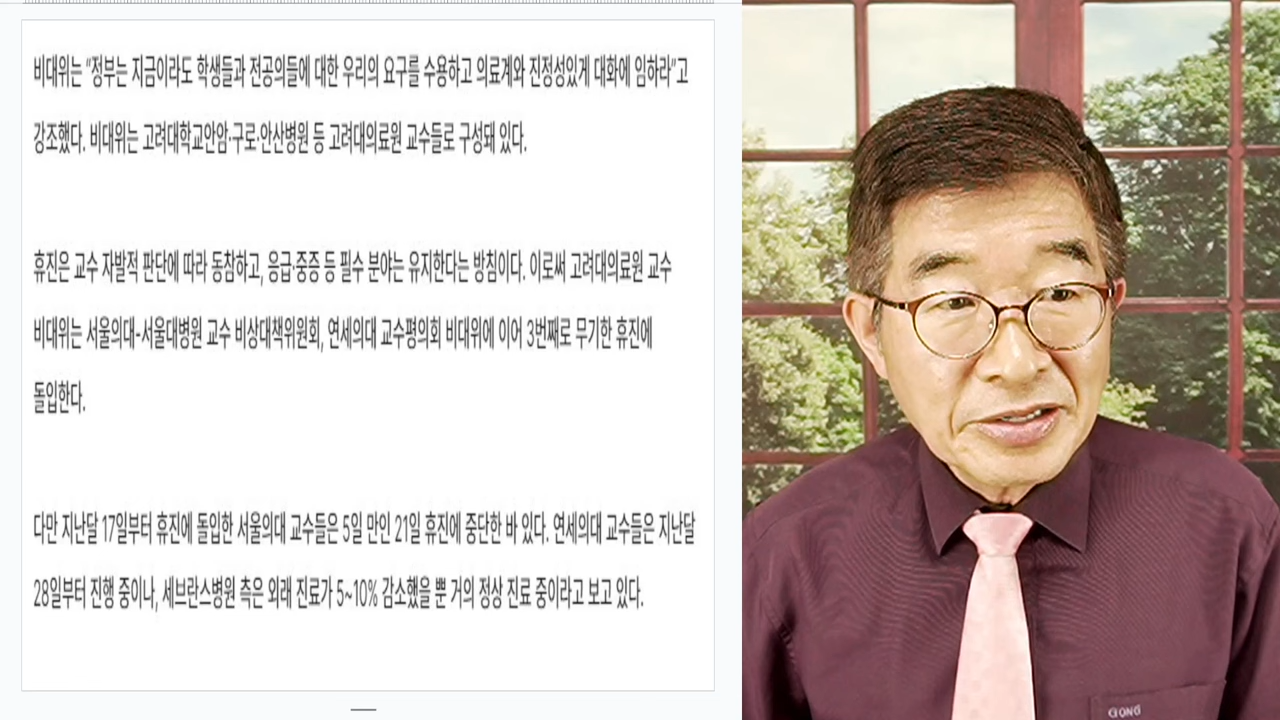 비대위는 “정부는 지금이라도 학생들과 전공의들에 대한 우리의 요구를 수용하고 의료계와 진정성있게 대화에 임하라”고
강조했다. 비대위는 고려대학교안암·구로·안산병원 등 고려대의료원 교수들로 구성돼 있다.
휴진은 교수 자발적 판단에 따라 동참하고, 응급·중증 등 필수 분야는 유지한다는 방침이다. 이로써 고려대의료원 교수
비대위는 서울의대-서울대병원 교수 비상대책위원회, 연세의대 교수평의회 비대위에 이어 3번째로 무기한 휴진에
돌입한다.
다만 지난달 17일부터 휴진에 돌입한 서울의대 교수들은 5일 만인 21일 휴진에 중단한 바 있다. 연세의대 교수들은 지난달
28일부터 진행 중이나, 세브란스병원 측은 외래 진료가 5~10% 감소했을 뿐 거의 정상 진료 중이라고 보고 있다.
GONG